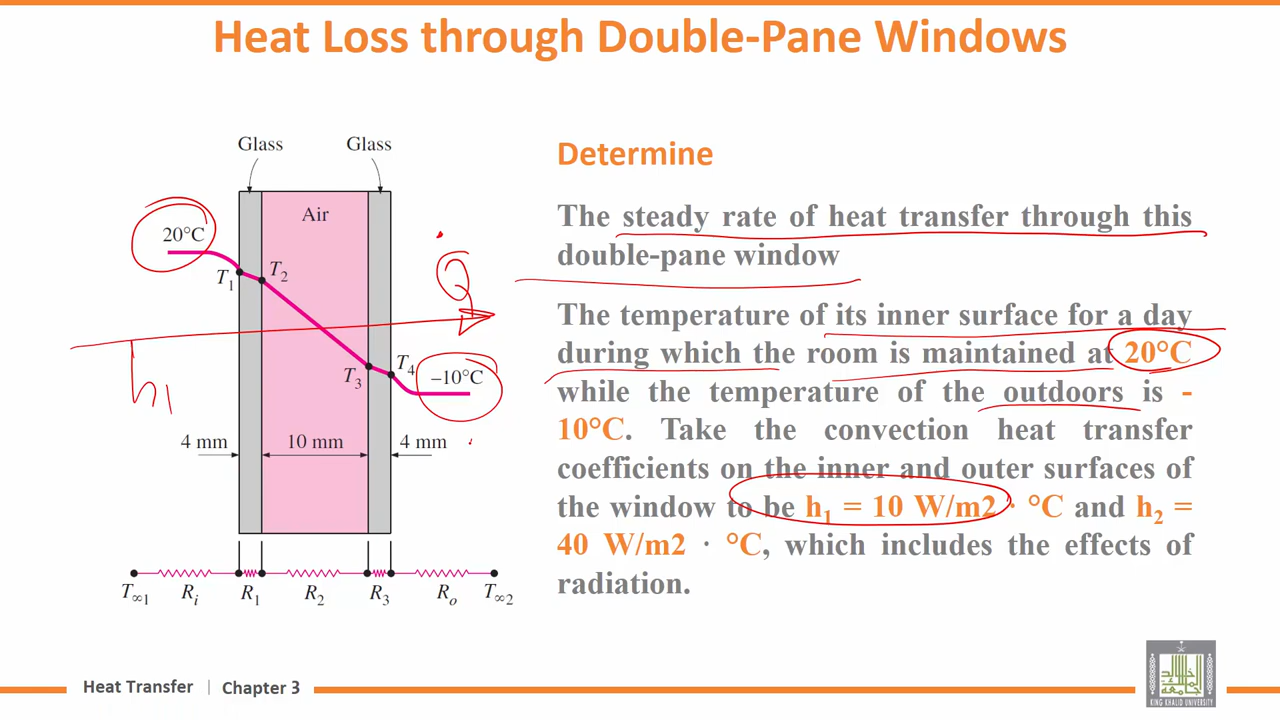 Heat Loss through Double-Pane Windows
Glass
Glass
Air
20°C
T1
T2
T3
T4
–10°C
Q̇
h1
4 mm
10 mm
4 mm
T∞1
Ri
R1
R2
R3
Ro
T∞2
Determine
The steady rate of heat transfer through this
double-pane window
The temperature of its inner surface for a day
during which the room is maintained at 20°C
while the temperature of the outdoors is -
10°C. Take the convection heat transfer
coefficients on the inner and outer surfaces of
the window to be h1 = 10 W/m2 · °C and h2 =
40 W/m2 · °C, which includes the effects of
radiation.
Heat Transfer | Chapter 3
KING KHALID UNIVERSITY